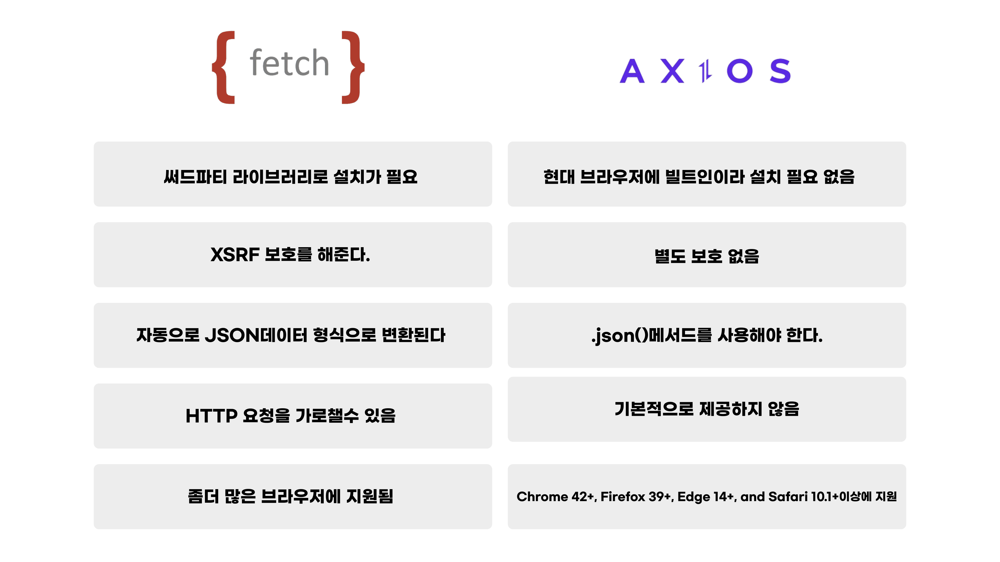 { fetch }
AXIOS
써드파티 라이브러리로 설치가 필요
현대 브라우저에 빌트인이라 설치 필요 없음
XSRF 보호를 해준다.
별도 보호 없음
자동으로 JSON데이터 형식으로 변환된다
.json()메서드를 사용해야 한다.
HTTP 요청을 가로챌수 있음
기본적으로 제공하지 않음
좀더 많은 브라우저에 지원됨
Chrome 42+, Firefox 39+, Edge 14+, and Safari 10.1+이상에 지원